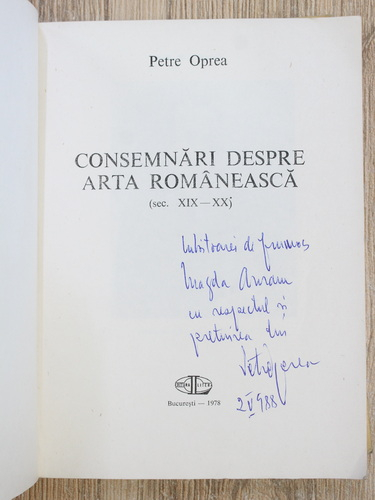 Petre Oprea
CONSEMNĂRI DESPRE
ARTA ROMÂNEASCĂ
(sec. XIX—XX)
Iubitoarei de frumos
Magda
cu respectul și
prețuirea lui
Petre Oprea
București — 1978
2 V 988